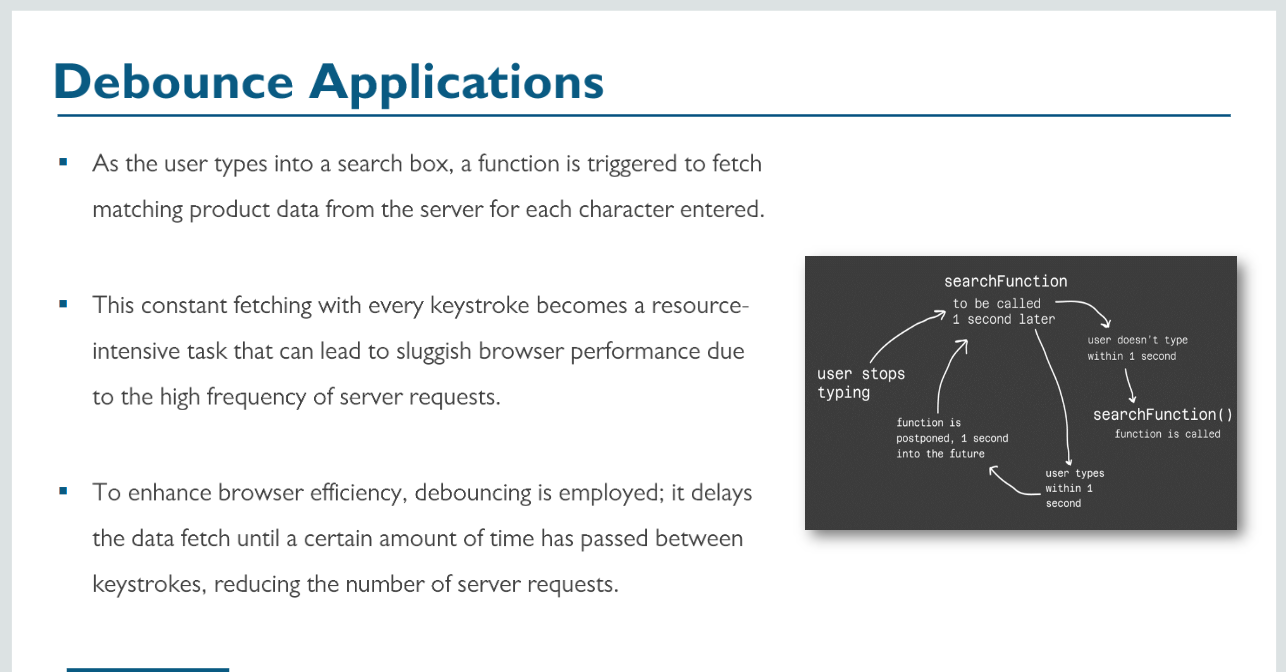 Debounce Applications
As the user types into a search box, a function is triggered to fetch
matching product data from the server for each character entered.
This constant fetching with every keystroke becomes a resource-
intensive task that can lead to sluggish browser performance due
to the high frequency of server requests.
To enhance browser efficiency, debouncing is employed; it delays
the data fetch until a certain amount of time has passed between
keystrokes, reducing the number of server requests.
searchFunction
to be called
1 second later
user doesn't type
within 1 second
user stops
typing
searchFunction()
function is called
function is
postponed, 1 second
into the future
user types
within 1
second